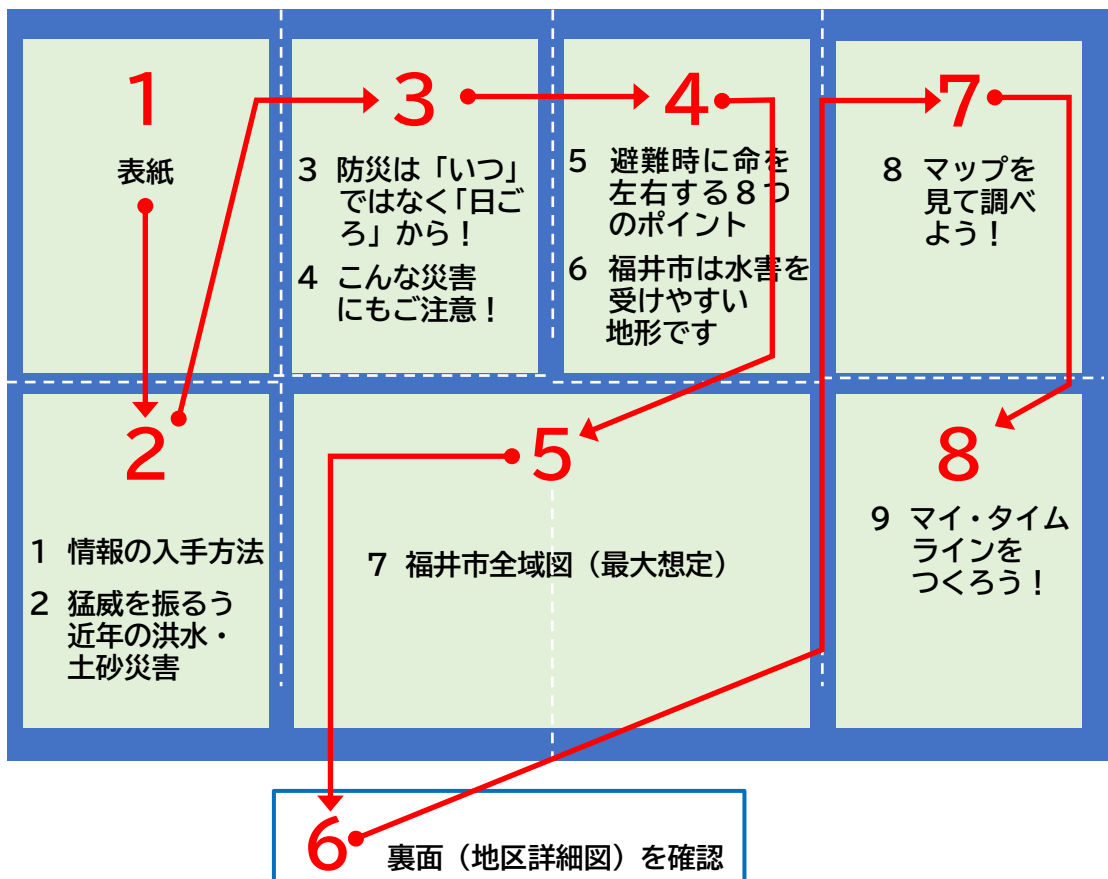 1
表紙
2
1 情報の入手方法
2 猛威を振るう
近年の洪水・
土砂災害
3
3 防災は「いつ」
ではなく「日ご
ろ」から！
4 こんな災害
にもご注意！
4
5 避難時に命を
左右する８つ
のポイント
6 福井市は水害を
受けやすい
地形です
5
7 福井市全域図（最大想定）
6
裏面（地区詳細図）を確認
7
8 マップを
見て調べ
よう！
8
9 マイ・タイム
ラインを
つくろう！